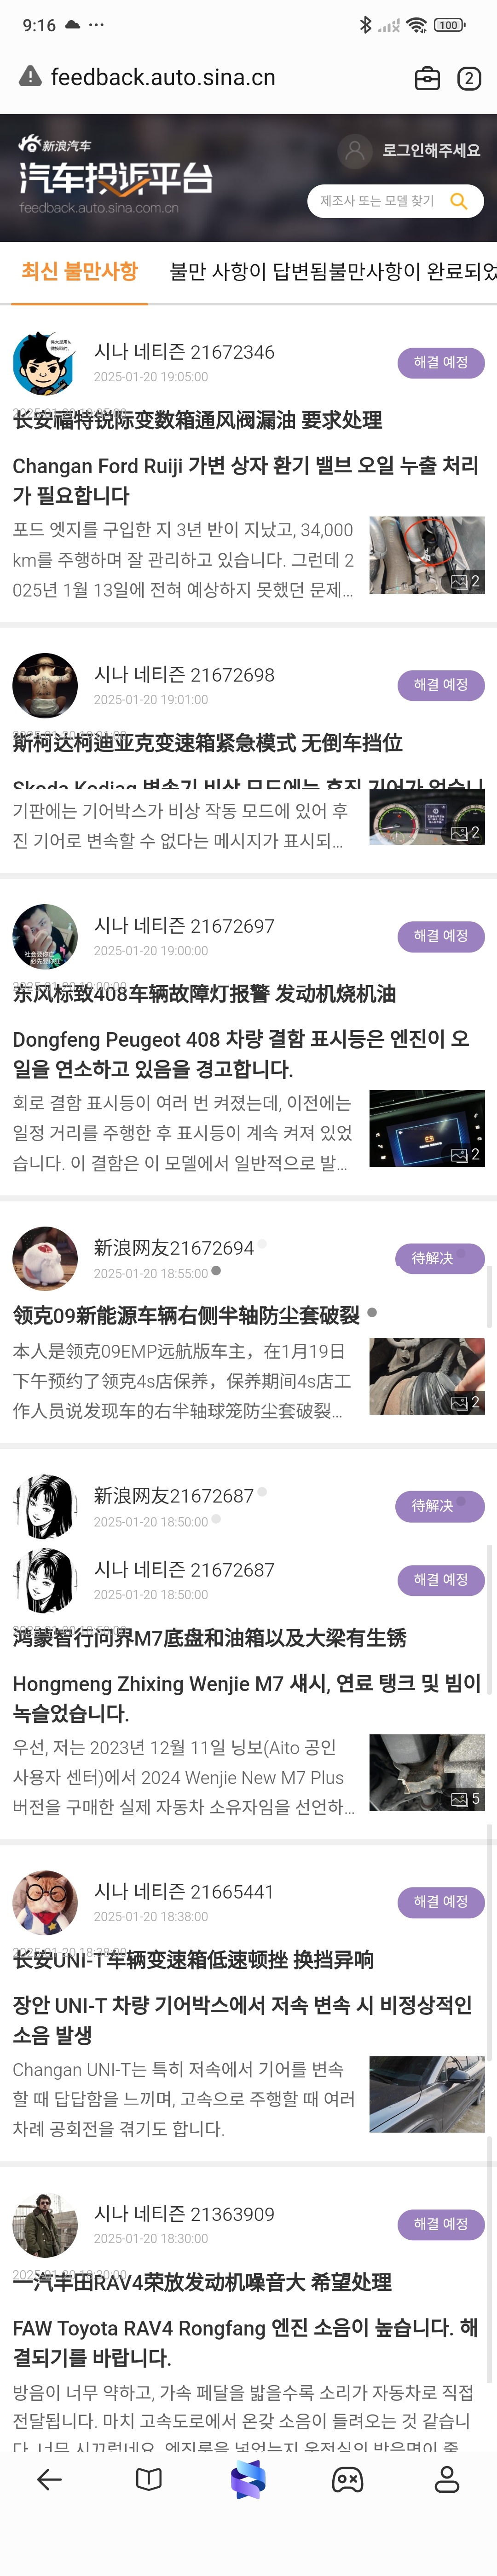 9:16
100
feedback.auto.sina.cn
2
新浪汽车
로그인해주세요
汽车投诉平台
feedback.auto.sina.com.cn
제조사 또는 모델 찾기
최신 불만사항
불만 사항이 답변됨불만사항이 완료되었
시나 네티즌 21672346
해결 예정
2025-01-20 19:05:00
长安福特锐际变数箱通风阀漏油 要求处理
Changan Ford Ruiji 가변 상자 환기 밸브 오일 누출 처리
가 필요합니다
포드 엣지를 구입한 지 3년 반이 지났고, 34,000
km를 주행하며 잘 관리하고 있습니다. 그런데 2
025년 1월 13일에 전혀 예상하지 못했던 문제...
2
시나 네티즌 21672698
해결 예정
2025-01-20 19:01:00
斯柯达柯迪亚克变速箱紧急模式 无倒车挡位
Skoda Kodiaq 변속기 비상 모드에는 후진 기어가 없습니
기판에는 기어박스가 비상 작동 모드에 있어 후
진 기어로 변속할 수 없다는 메시지가 표시되...
2
시나 네티즌 21672697
해결 예정
2025-01-20 19:00:00
东风标致408车辆故障灯报警 发动机烧机油
Dongfeng Peugeot 408 차량 결함 표시등은 엔진이 오
일을 연소하고 있음을 경고합니다.
회로 결함 표시등이 여러 번 켜졌는데, 이전에는
일정 거리를 주행한 후 표시등이 계속 켜져 있었
습니다. 이 결함은 이 모델에서 일반적으로 발...
2
新浪网友21672694
待解决
2025-01-20 18:55:00
领克09新能源车辆右侧半轴防尘套破裂
本人是领克09EMP远航版车主，在1月19日
下午预约了领克4s店保养，保养期间4s店工
作人员说发现车的右半轴球笼防尘套破裂...
2
新浪网友21672687
待解决
2025-01-20 18:50:00
시나 네티즌 21672687
해결 예정
2025-01-20 18:50:00
鸿蒙智行问界M7底盘和油箱以及大梁有生锈
Hongmeng Zhixing Wenjie M7 섀시, 연료 탱크 및 빔이
녹슬었습니다.
우선, 저는 2023년 12월 11일 닝보(Aito 공인
사용자 센터)에서 2024 Wenjie New M7 Plus
버전을 구매한 실제 자동차 소유자임을 선언하...
5
시나 네티즌 21665441
해결 예정
2025-01-20 18:38:00
长安UNI-T车辆变速箱低速顿挫 换挡异响
장안 UNI-T 차량 기어박스에서 저속 변속 시 비정상적인
소음 발생
Changan UNI-T는 특히 저속에서 기어를 변속
할 때 답답함을 느끼며, 고속으로 주행할 때 여러
차례 공회전을 겪기도 합니다.
시나 네티즌 21363909
해결 예정
2025-01-20 18:30:00
一汽丰田RAV4荣放发动机噪音大 希望处理
FAW Toyota RAV4 Rongfang 엔진 소음이 높습니다. 해
결되기를 바랍니다.
방음이 너무 약하고, 가속 페달을 밟을수록 소리가 자동차로 직접
전달됩니다. 마치 고속도로에서 온갖 소음이 들려오는 것 같습니
다. 너무 시끄럽네요.